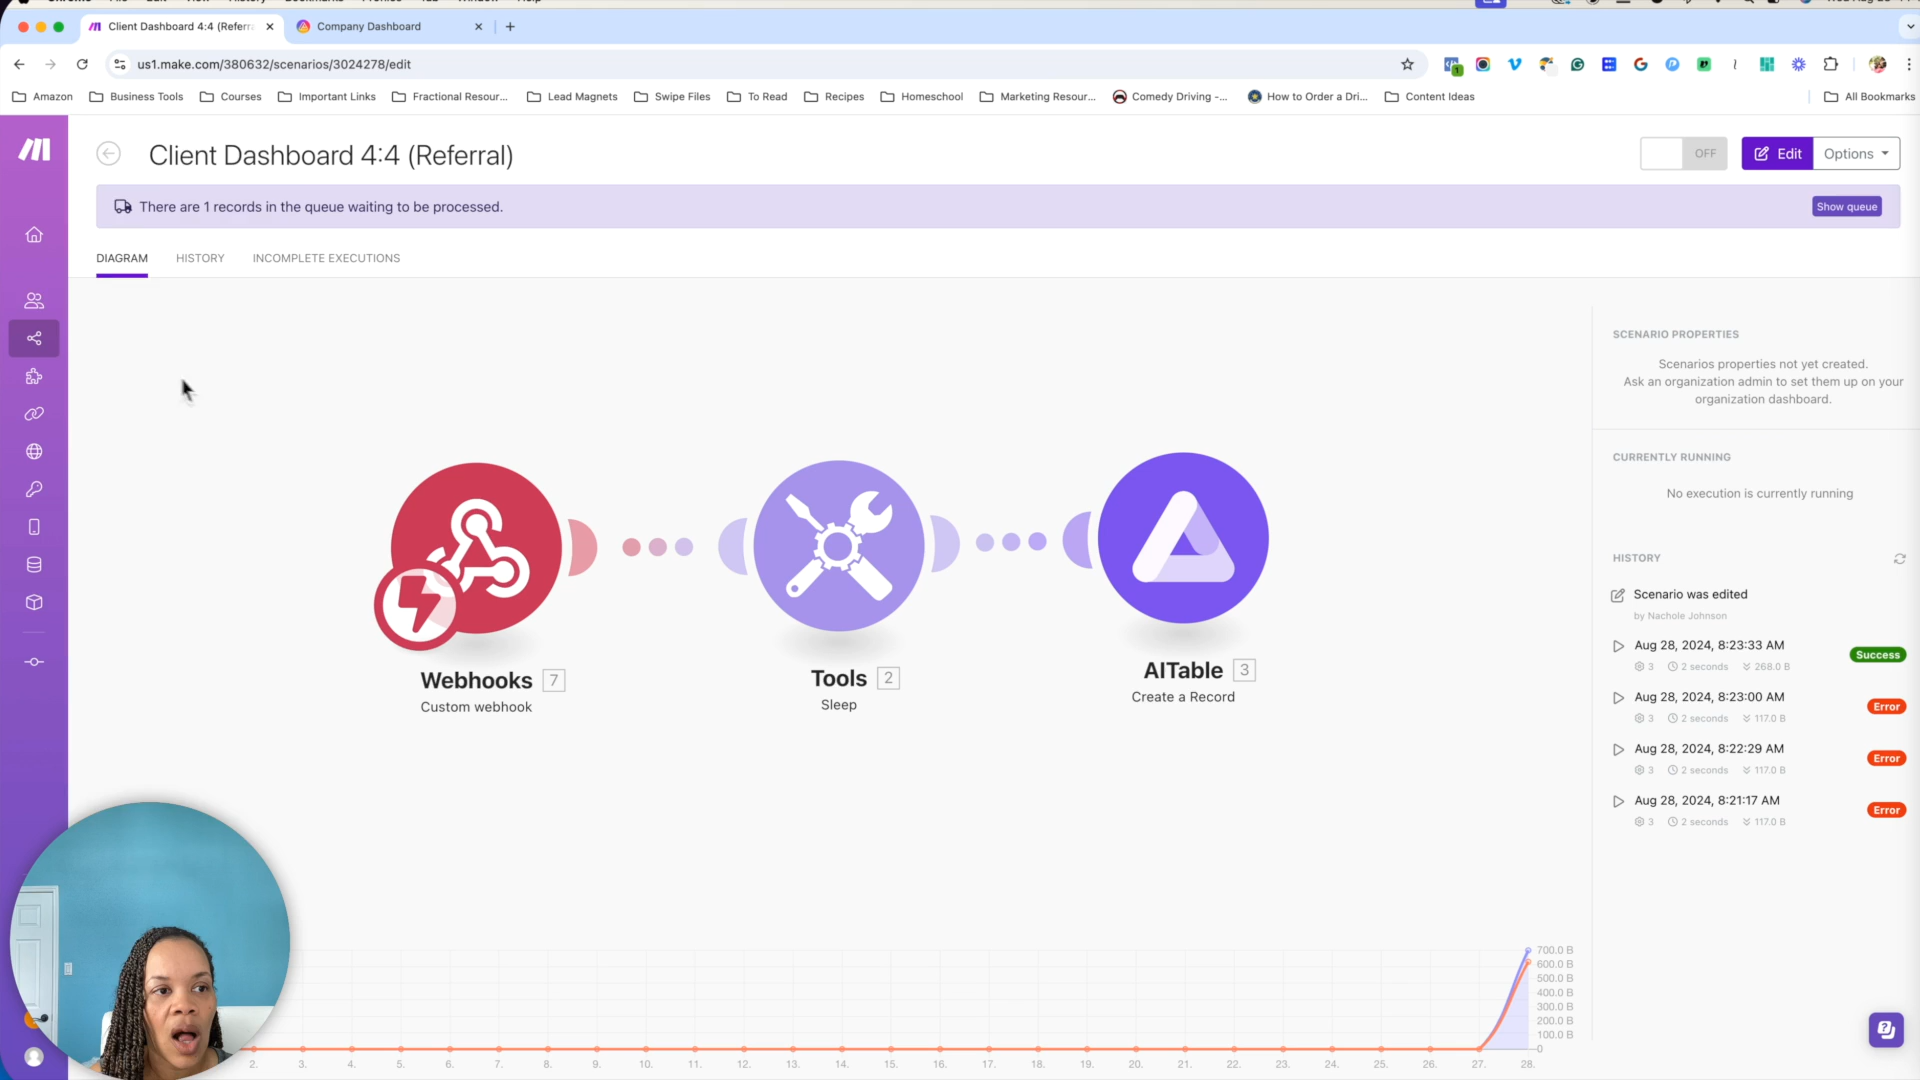 Client Dashboard 4:4 (Referr
Company Dashboard
us1.make.com/380632/scenarios/3024278/edit
Amazon
Business Tools
Courses
Important Links
Fractional Resour...
Lead Magnets
Swipe Files
To Read
Recipes
Homeschool
Marketing Resour...
Comedy Driving -...
How to Order a Dri...
Content Ideas
All Bookmarks
Client Dashboard 4:4 (Referral)
OFF
Edit
Options
There are 1 records in the queue waiting to be processed.
Show queue
DIAGRAM
HISTORY
INCOMPLETE EXECUTIONS
Webhooks 7
Custom webhook
Tools 2
Sleep
AITable 3
Create a Record
SCENARIO PROPERTIES
Scenarios properties not yet created.
Ask an organization admin to set them up on your
organization dashboard.
CURRENTLY RUNNING
No execution is currently running
HISTORY
Scenario was edited
by Nachole Johnson
Aug 28, 2024, 8:23:33 AM
3 2 seconds 268.0 B
Success
Aug 28, 2024, 8:23:00 AM
3 2 seconds 117.0 B
Error
Aug 28, 2024, 8:22:29 AM
3 2 seconds 117.0 B
Error
Aug 28, 2024, 8:21:17 AM
3 2 seconds 117.0 B
Error
700.0 B
600.0 B
500.0 B
400.0 B
300.0 B
200.0 B
100.0 B
0
2. 3. 4. 5. 6. 7. 8. 9. 10. 11. 12. 13. 14. 15. 16. 17. 18. 19. 20. 21. 22. 23. 24. 25. 26. 27. 28.